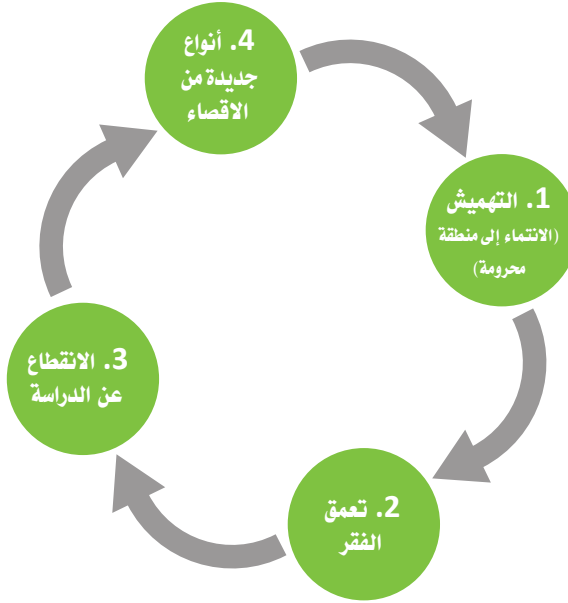 4. أنواع
جديدة من
الاقصاء
1. التهميش
(الانتماء إلى منطقة
محرومة)
2. تعمق
الفقر
3. الانقطاع
عن الدراسة